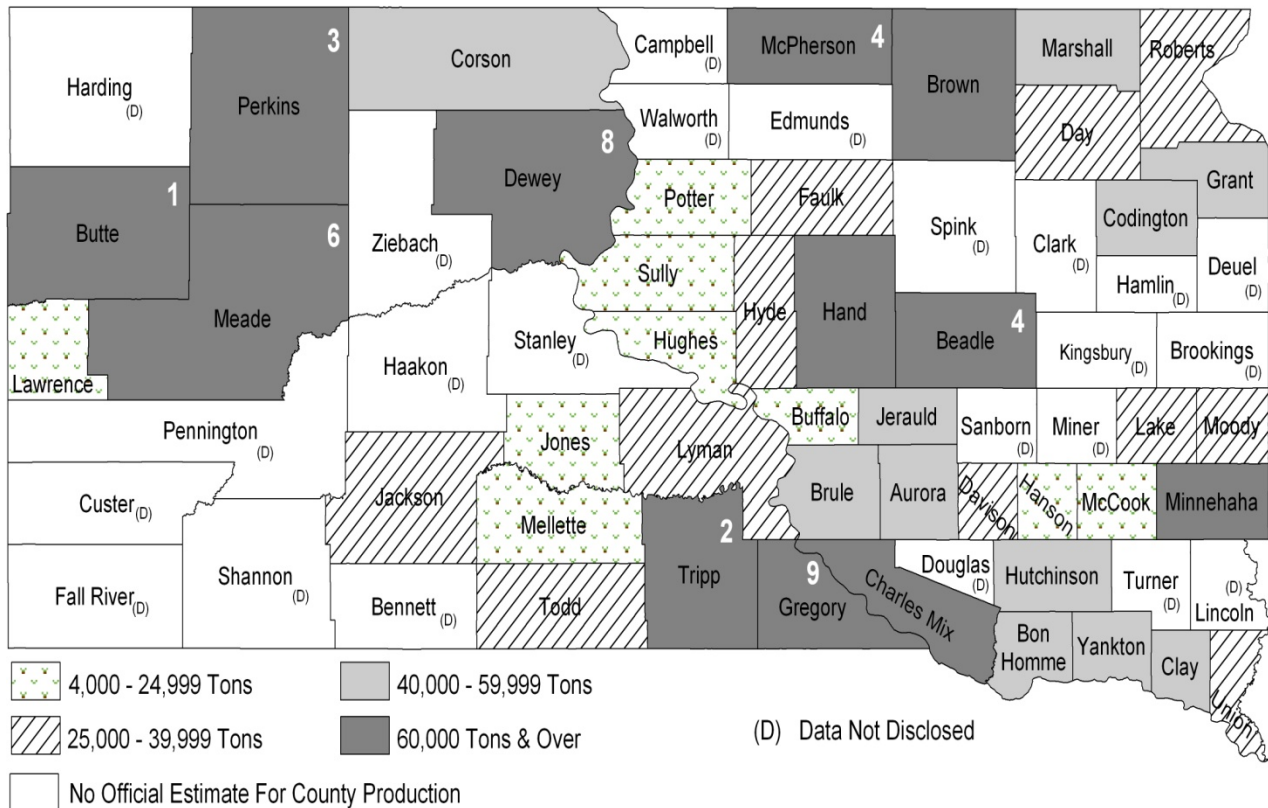 Harding
(D)
Perkins
3
Corson
Campbell
(D)
McPherson
4
Brown
Marshall
Roberts
Walworth
(D)
Edmunds
(D)
Day
Butte
1
Dewey
8
Potter
Faulk
Spink
(D)
Clark
(D)
Codington
Grant
Meade
6
Ziebach
(D)
Sully
Hyde
Hand
Hamlin
(D)
Deuel
(D)
Lawrence
Haakon
(D)
Stanley
(D)
Hughes
Beadle
4
Kingsbury
(D)
Brookings
(D)
Pennington
(D)
Jones
Lyman
Buffalo
Jerauld
Sanborn
(D)
Miner
(D)
Lake
Moody
Custer
(D)
Jackson
Mellette
Brule
Aurora
Davison
Hanson
McCook
Minnehaha
Fall River
(D)
Shannon
(D)
Bennett
(D)
Todd
Tripp
2
Gregory
9
Charles Mix
Douglas
(D)
Hutchinson
Turner
(D)
(D)
Lincoln
Bon
Homme
Yankton
Clay
Union
4,000 - 24,999 Tons
40,000 - 59,999 Tons
25,000 - 39,999 Tons
60,000 Tons & Over
(D) Data Not Disclosed
No Official Estimate For County Production